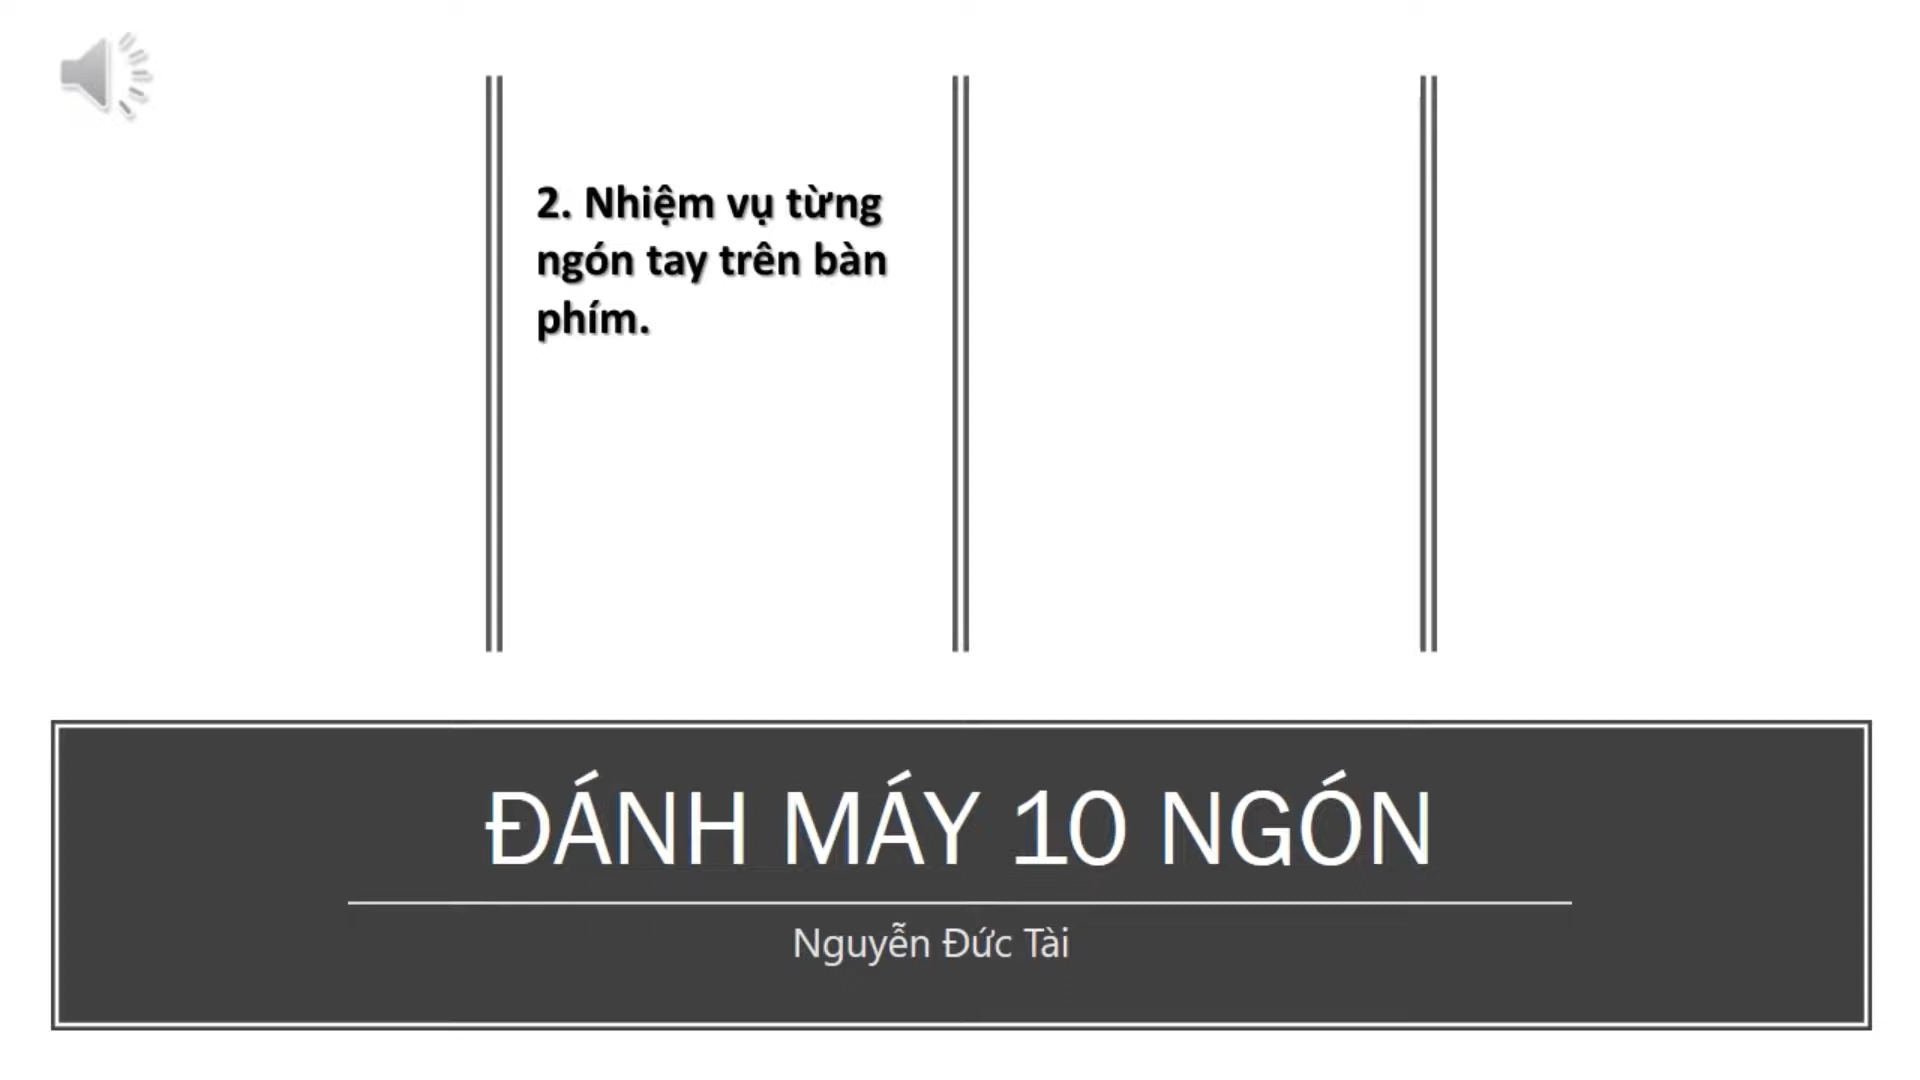 2. Nhiệm vụ từng
ngón tay trên bàn
phím.
ĐÁNH MÁY 10 NGÓN
Nguyễn Đức Tài